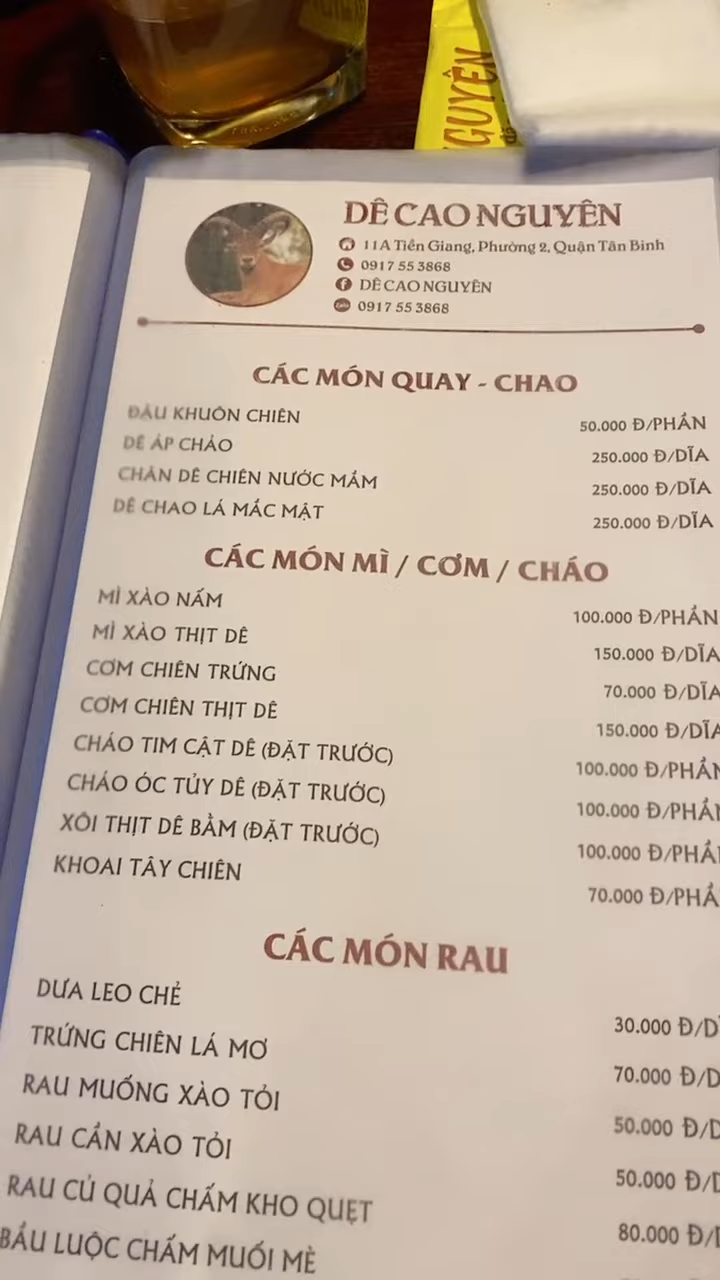 GUYÊN
DÊ CAO NGUYÊN
11A Tiền Giang, Phường 2, Quận Tân Bình
0917 55 3868
DÊ CAO NGUYÊN
Zalo 0917 55 3868
CÁC MÓN QUAY - CHAO
ĐẬU KHUÔN CHIÊN 50.000 Đ/PHẦN
DÊ ÁP CHẢO 250.000 Đ/DĨA
CHÂN DÊ CHIÊN NƯỚC MẮM 250.000 Đ/DĨA
DÊ CHAO LÁ MẮC MẬT 250.000 Đ/DĨA
CÁC MÓN MÌ / CƠM / CHÁO
MÌ XÀO NẤM 100.000 Đ/PHẦN
MÌ XÀO THỊT DÊ 150.000 Đ/DĨA
CƠM CHIÊN TRỨNG 70.000 Đ/DĨA
CƠM CHIÊN THỊT DÊ 150.000 Đ/DĨA
CHÁO TIM CẬT DÊ (ĐẶT TRƯỚC) 100.000 Đ/PHẦN
CHÁO ÓC TỦY DÊ (ĐẶT TRƯỚC) 100.000 Đ/PHẦN
XÔI THỊT DÊ BẰM (ĐẶT TRƯỚC) 100.000 Đ/PHẦ
KHOAI TÂY CHIÊN 70.000 Đ/PHẦ
CÁC MÓN RAU
DƯA LEO CHẺ 30.000 Đ/D
TRỨNG CHIÊN LÁ MƠ 70.000 Đ/D
RAU MUỐNG XÀO TỎI 50.000 Đ/D
RAU CẦN XÀO TỎI 50.000 Đ/D
RAU CỦ QUẢ CHẤM KHO QUẸT 80.000 Đ/D
BẦU LUỘC CHẤM MUỐI MÈ